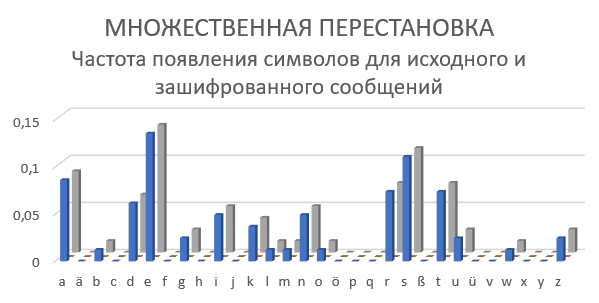 МНОЖЕСТВЕННАЯ ПЕРЕСТАНОВКА
Частота появления символов для исходного и
зашифрованного сообщений
0,15
0,1
0,05
0
a ä b c d e f g h i j k l m n o ö p q r s ß t u ü v w x y z